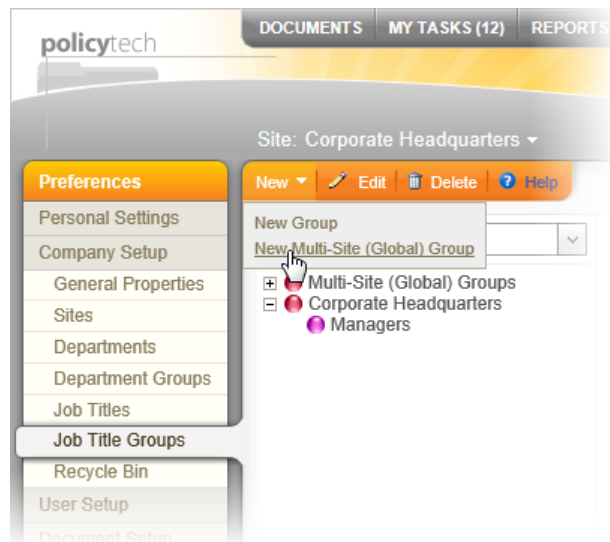 policytech
DOCUMENTS MY TASKS (12) REPORTS
Site: Corporate Headquarters
Preferences
New Edit Delete Help
Personal Settings
Company Setup
General Properties
Sites
Departments
Department Groups
Job Titles
Job Title Groups
Recycle Bin
User Setup
Document Setup
New Group
New Multi-Site (Global) Group
Multi-Site (Global) Groups
Corporate Headquarters
Managers